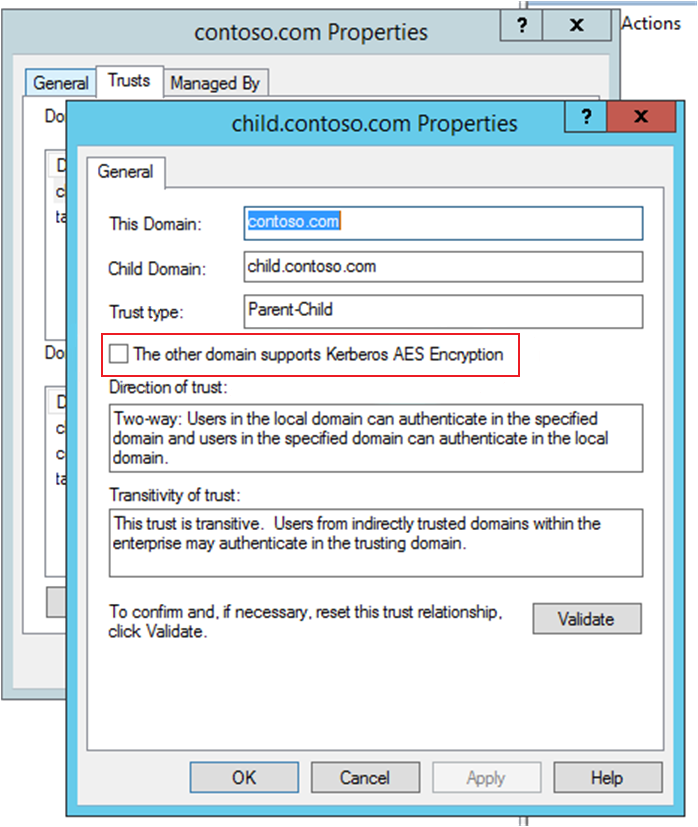 contoso.com Properties
?
x
Actions
General
Trusts
Managed By
child.contoso.com Properties
?
x
General
This Domain:
contoso.com
Child Domain:
child.contoso.com
Trust type:
Parent-Child
The other domain supports Kerberos AES Encryption
Direction of trust:
Two-way: Users in the local domain can authenticate in the specified
domain and users in the specified domain can authenticate in the local
domain.
Transitivity of trust:
This trust is transitive. Users from indirectly trusted domains within the
enterprise may authenticate in the trusting domain.
To confirm and, if necessary, reset this trust relationship,
click Validate.
Validate
OK
Cancel
Apply
Help